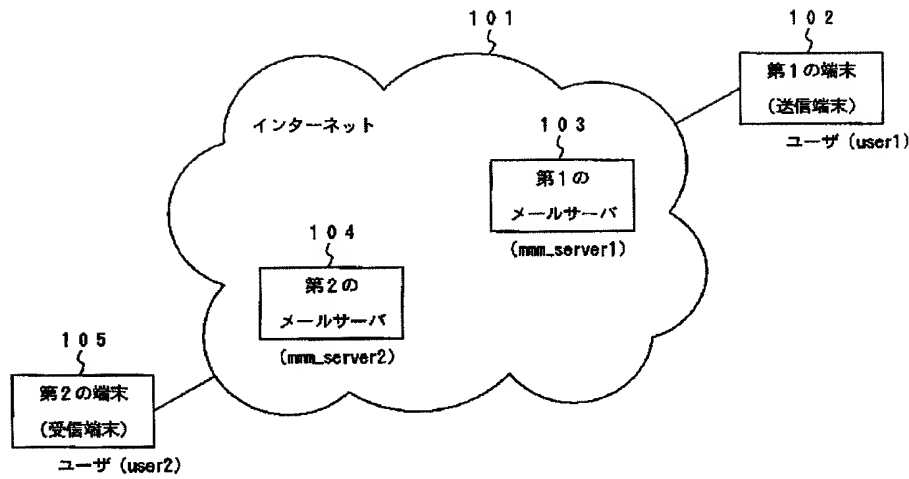 101
102
第1の端末
(送信端末)
ユーザ (user1)
インターネット
103
第1の
メールサーバ
(mmm_server1)
104
第2の
メールサーバ
(mmm_server2)
105
第2の端末
(受信端末)
ユーザ (user2)